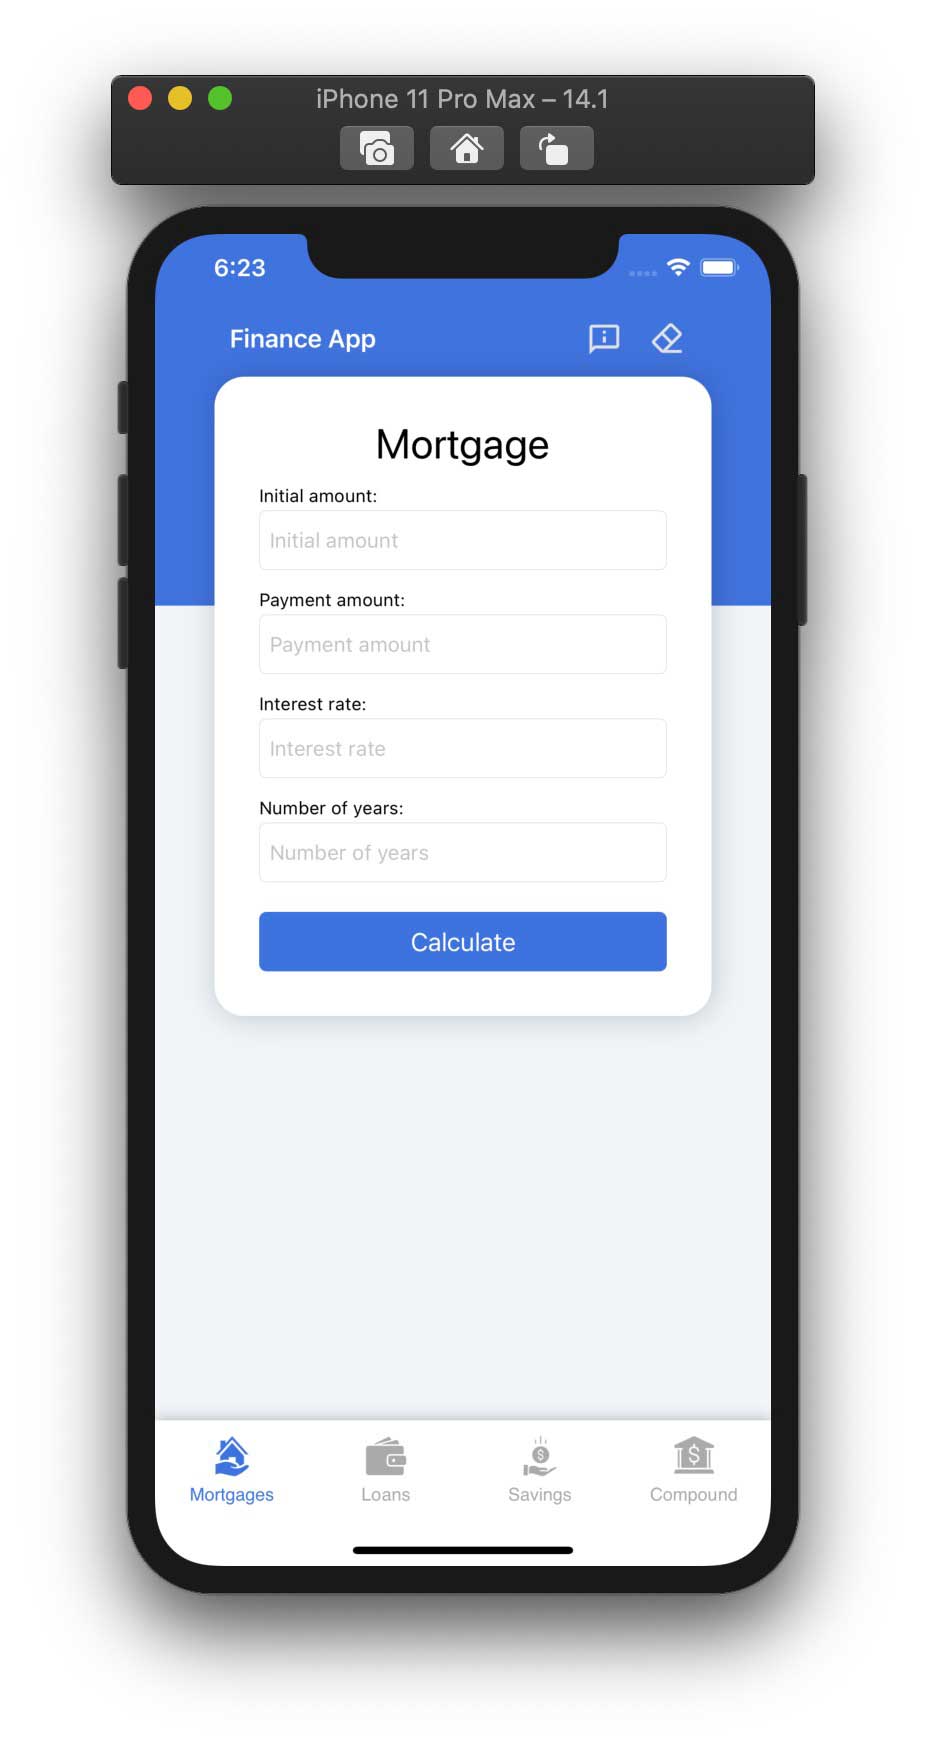 iPhone 11 Pro Max – 14.1
6:23
Finance App
Mortgage
Initial amount:
Initial amount
Payment amount:
Payment amount
Interest rate:
Interest rate
Number of years:
Number of years
Calculate
Mortgages
Loans
Savings
Compound